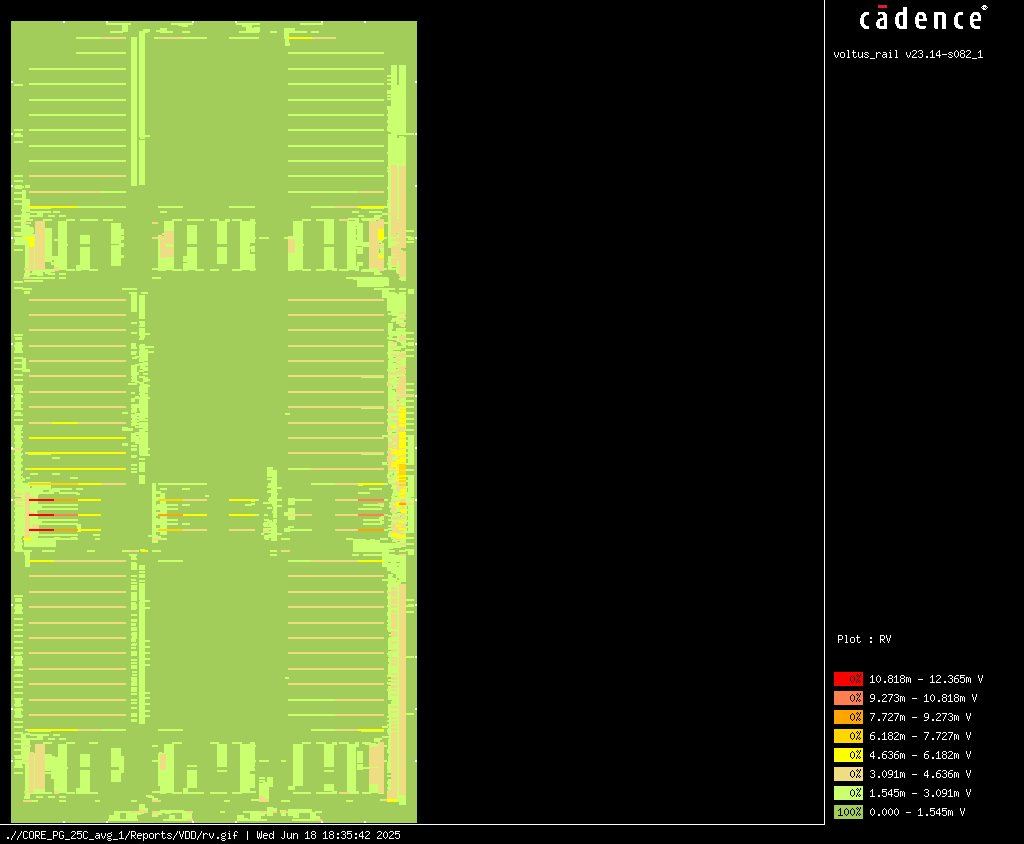 cādence®
voltus_rail v23.14-s082_1
Plot : RV
0% 10.818m - 12.365m V
0% 9.273m - 10.818m V
0% 7.727m - 9.273m V
0% 6.182m - 7.727m V
0% 4.636m - 6.182m V
0% 3.091m - 4.636m V
0% 1.545m - 3.091m V
100% 0.000 - 1.545m V
.//CORE_PG_25C_avg_1/Reports/VDD/rv.gif | Wed Jun 18 18:35:42 2025